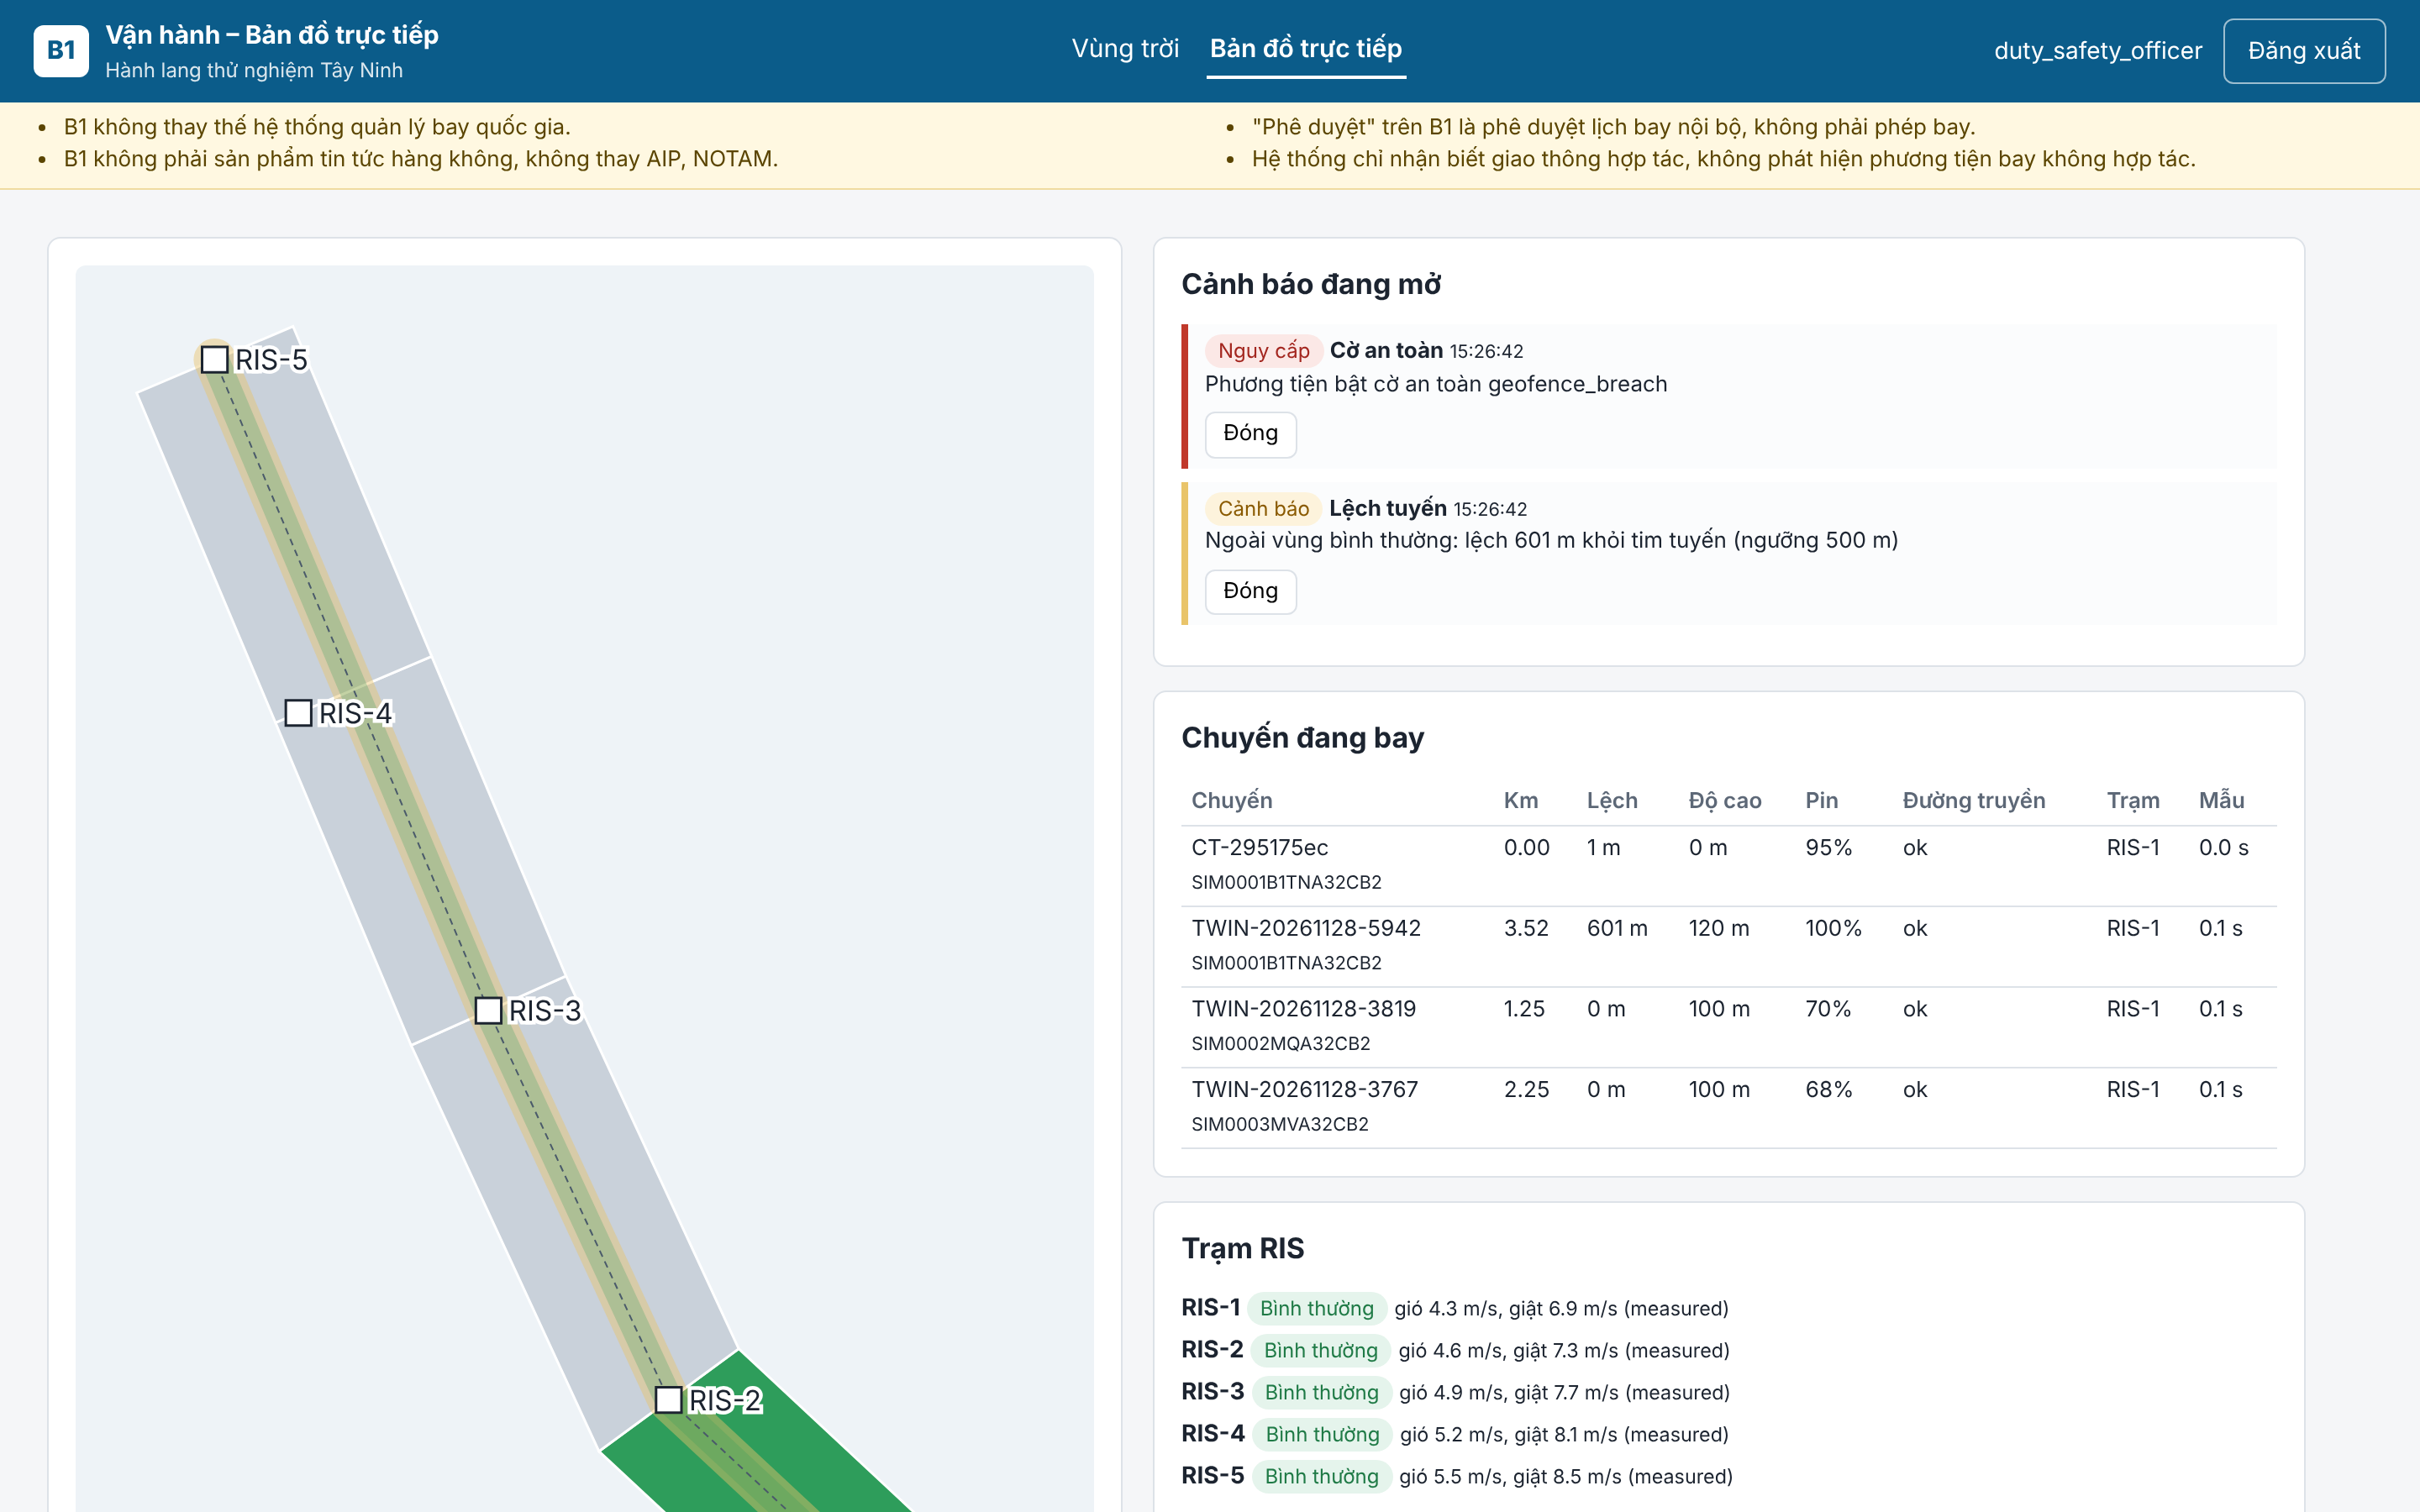 B1
Vận hành – Bản đồ trực tiếp
Hành lang thử nghiệm Tây Ninh
Vùng trời
Bản đồ trực tiếp
duty_safety_officer
Đăng xuất
• B1 không thay thế hệ thống quản lý bay quốc gia.
• B1 không phải sản phẩm tin tức hàng không, không thay AIP, NOTAM.
• "Phê duyệt" trên B1 là phê duyệt lịch bay nội bộ, không phải phép bay.
• Hệ thống chỉ nhận biết giao thông hợp tác, không phát hiện phương tiện bay không hợp tác.
RIS-5
RIS-4
RIS-3
RIS-2
Cảnh báo đang mở
Nguy cấp Cờ an toàn 15:26:42
Phương tiện bật cờ an toàn geofence_breach
Đóng
Cảnh báo Lệch tuyến 15:26:42
Ngoài vùng bình thường: lệch 601 m khỏi tim tuyến (ngưỡng 500 m)
Đóng
Chuyến đang bay
Chuyến Km Lệch Độ cao Pin Đường truyền Trạm Mẫu
CT-295175ec 0.00 1 m 0 m 95% ok RIS-1 0.0 s
SIM0001B1TNA32CB2
TWIN-20261128-5942 3.52 601 m 120 m 100% ok RIS-1 0.1 s
SIM0001B1TNA32CB2
TWIN-20261128-3819 1.25 0 m 100 m 70% ok RIS-1 0.1 s
SIM0002MQA32CB2
TWIN-20261128-3767 2.25 0 m 100 m 68% ok RIS-1 0.1 s
SIM0003MVA32CB2
Trạm RIS
RIS-1 Bình thường gió 4.3 m/s, giật 6.9 m/s (measured)
RIS-2 Bình thường gió 4.6 m/s, giật 7.3 m/s (measured)
RIS-3 Bình thường gió 4.9 m/s, giật 7.7 m/s (measured)
RIS-4 Bình thường gió 5.2 m/s, giật 8.1 m/s (measured)
RIS-5 Bình thường gió 5.5 m/s, giật 8.5 m/s (measured)